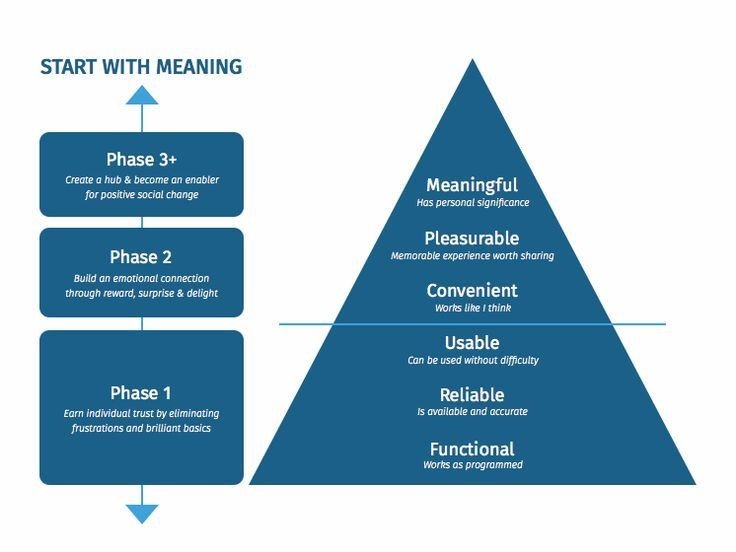 START WITH MEANING
Phase 3+
Create a hub & become an enabler
for positive social change
Phase 2
Build an emotional connection
through reward, surprise & delight
Phase 1
Earn individual trust by eliminating
frustrations and brilliant basics
Meaningful
Has personal significance
Pleasurable
Memorable experience worth sharing
Convenient
Works like I think
Usable
Can be used without difficulty
Reliable
Is available and accurate
Functional
Works as programmed